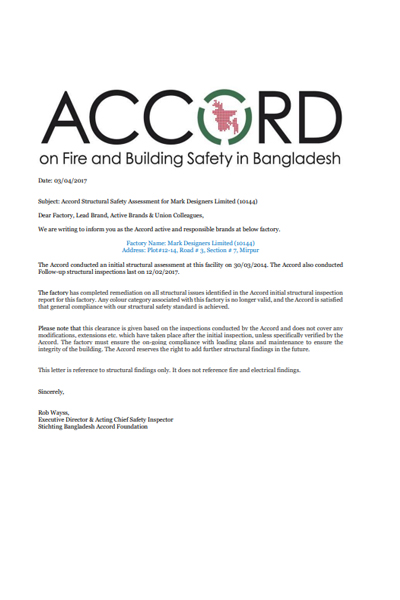 ACCORD
on Fire and Building Safety in Bangladesh
Date: 03/04/2017
Subject: Accord Structural Safety Assessment for Mark Designers Limited (10144)
Dear Factory, Lead Brand, Active Brands & Union Colleagues,
We are writing to inform you as the Accord active and responsible brands at below factory.
Factory Name: Mark Designers Limited (10144)
Address: Plot#12-14, Road # 3, Section # 7, Mirpur
The Accord conducted an initial structural assessment at this facility on 30/03/2014. The Accord also conducted
Follow-up structural inspections last on 12/02/2017.
The factory has completed remediation on all structural issues identified in the Accord initial structural inspection
report for this factory. Any colour category associated with this factory is no longer valid, and the Accord is satisfied
that general compliance with our structural safety standard is achieved.
Please note that this clearance is given based on the inspections conducted by the Accord and does not cover any
modifications, extensions etc. which have taken place after the initial inspection, unless specifically verified by the
Accord. The factory must ensure the on-going compliance with loading plans and maintenance to ensure the
integrity of the building. The Accord reserves the right to add further structural findings in the future.
This letter is reference to structural findings only. It does not reference fire and electrical findings.
Sincerely,
Rob Wayss,
Executive Director & Acting Chief Safety Inspector
Stichting Bangladesh Accord Foundation